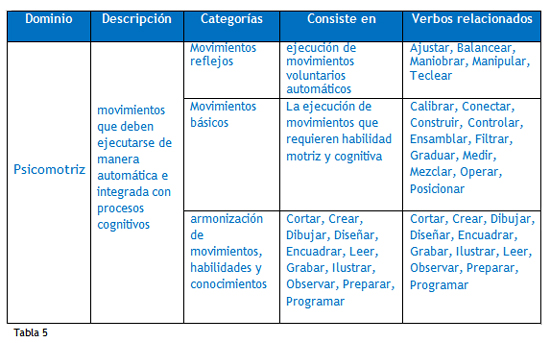 Dominio
Descripción
Categorías
Consiste en
Verbos relacionados
Psicomotriz
movimientos
que deben
ejecutarse de
manera
automática e
integrada con
procesos
cognitivos
Movimientos
reflejos
ejecución de
movimientos
voluntarios
automáticos
Ajustar, Balancear,
Maniobrar, Manipular,
Teclear
Movimientos
básicos
La ejecución de
movimientos que
requieren habilidad
motriz y cognitiva
Calibrar, Conectar,
Construir, Controlar,
Ensamblar, Filtrar,
Graduar, Medir,
Mezclar, Operar,
Posicionar
armonización
de
movimientos,
habilidades y
conocimientos
Cortar, Crear,
Dibujar, Diseñar,
Encuadrar, Leer,
Grabar, Ilustrar,
Observar, Preparar,
Programar
Cortar, Crear, Dibujar,
Diseñar, Encuadrar,
Grabar, Ilustrar, Leer,
Observar, Preparar,
Programar
Tabla 5